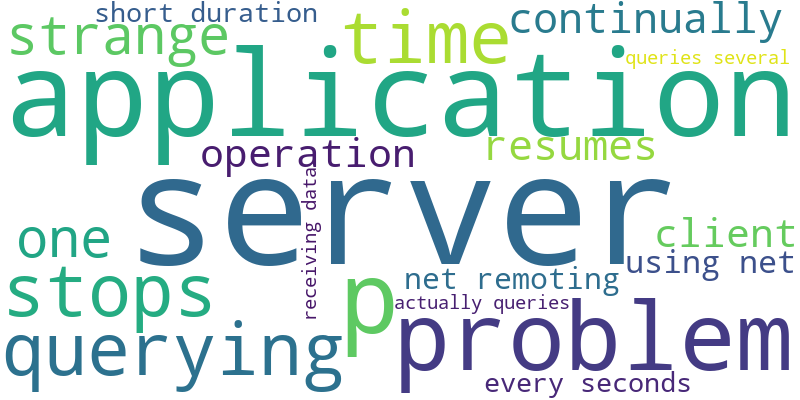 short duration
continually
strange
time
queries several
application
operation
resumes
server
receiving data
one
client
using net
stops
p
net remoting
actually queries
querying
problem
every seconds